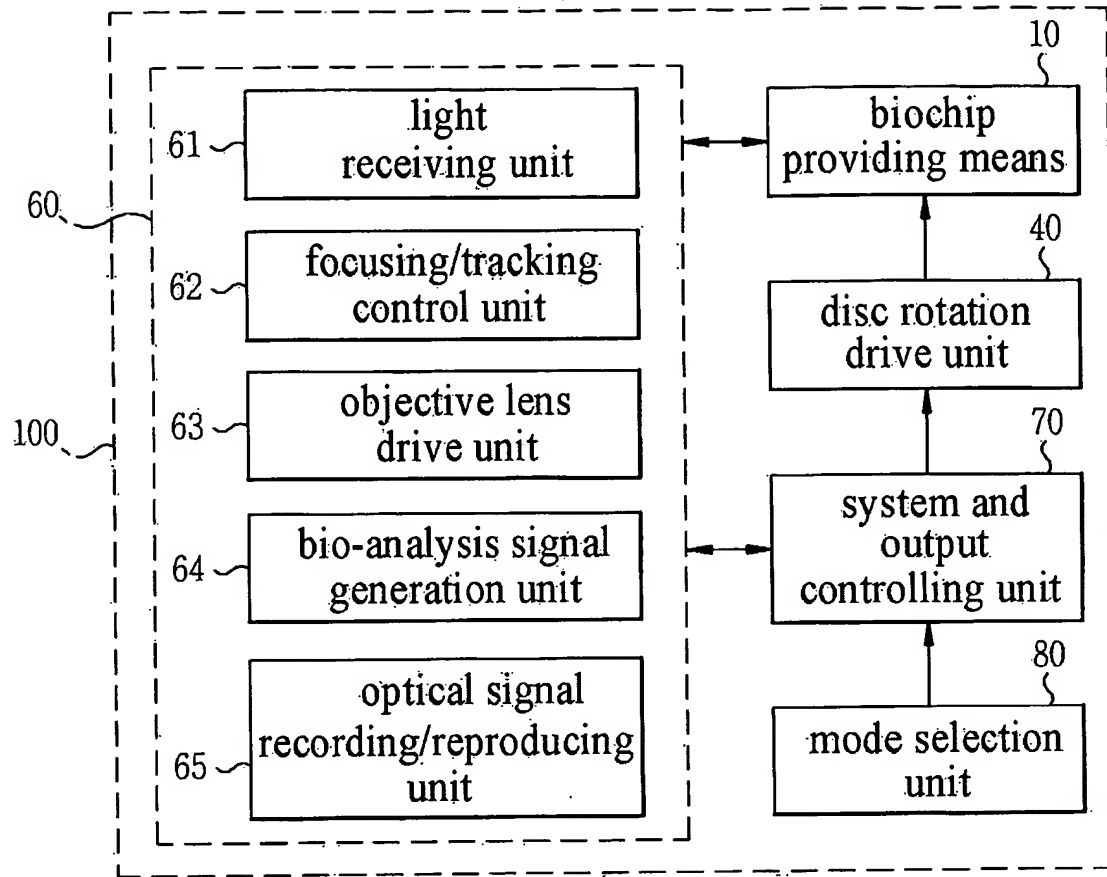 10
61
light
receiving unit
biochip
providing means
60
40
62
focusing/tracking
control unit
disc rotation
drive unit
63
objective lens
drive unit
100
70
64
bio-analysis signal
generation unit
system and
output
controlling unit
80
65
optical signal
recording/reproducing
unit
mode selection
unit